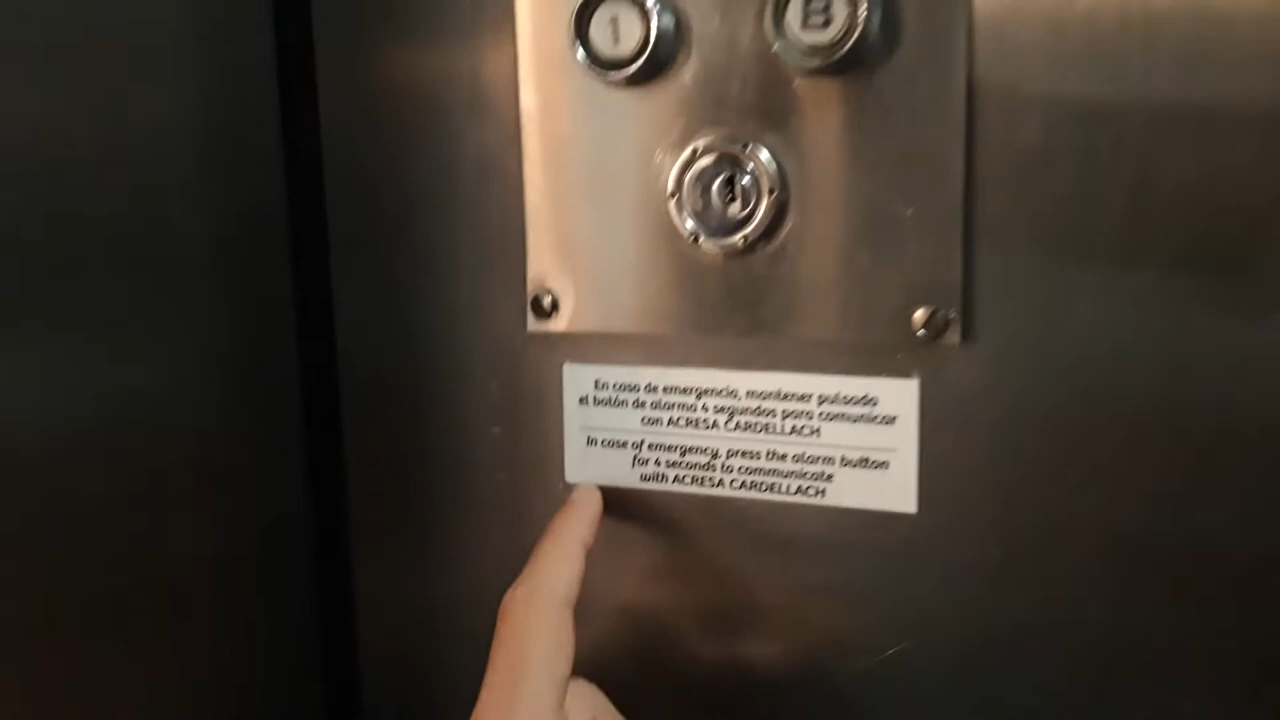 1 B
En caso de emergencia, mantener pulsado
el botón de alarma 4 segundos para comunicar
con ACRESA CARDELLACH
In case of emergency, press the alarm button
for 4 seconds to communicate
with ACRESA CARDELLACH